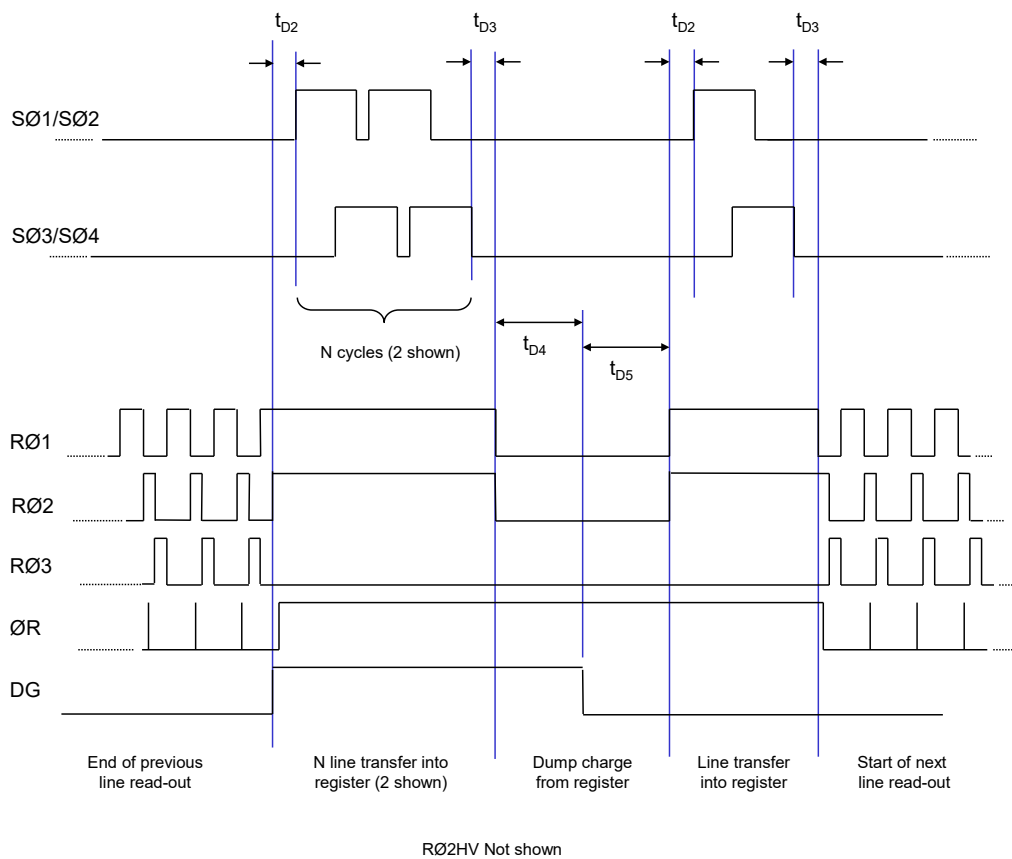 tD2
tD3
tD2
tD3
SØ1/SØ2
SØ3/SØ4
N cycles (2 shown)
tD4
tD5
RØ1
RØ2
RØ3
ØR
DG
End of previous
line read-out
N line transfer into
register (2 shown)
Dump charge
from register
Line transfer
into register
Start of next
line read-out
RØ2HV Not shown